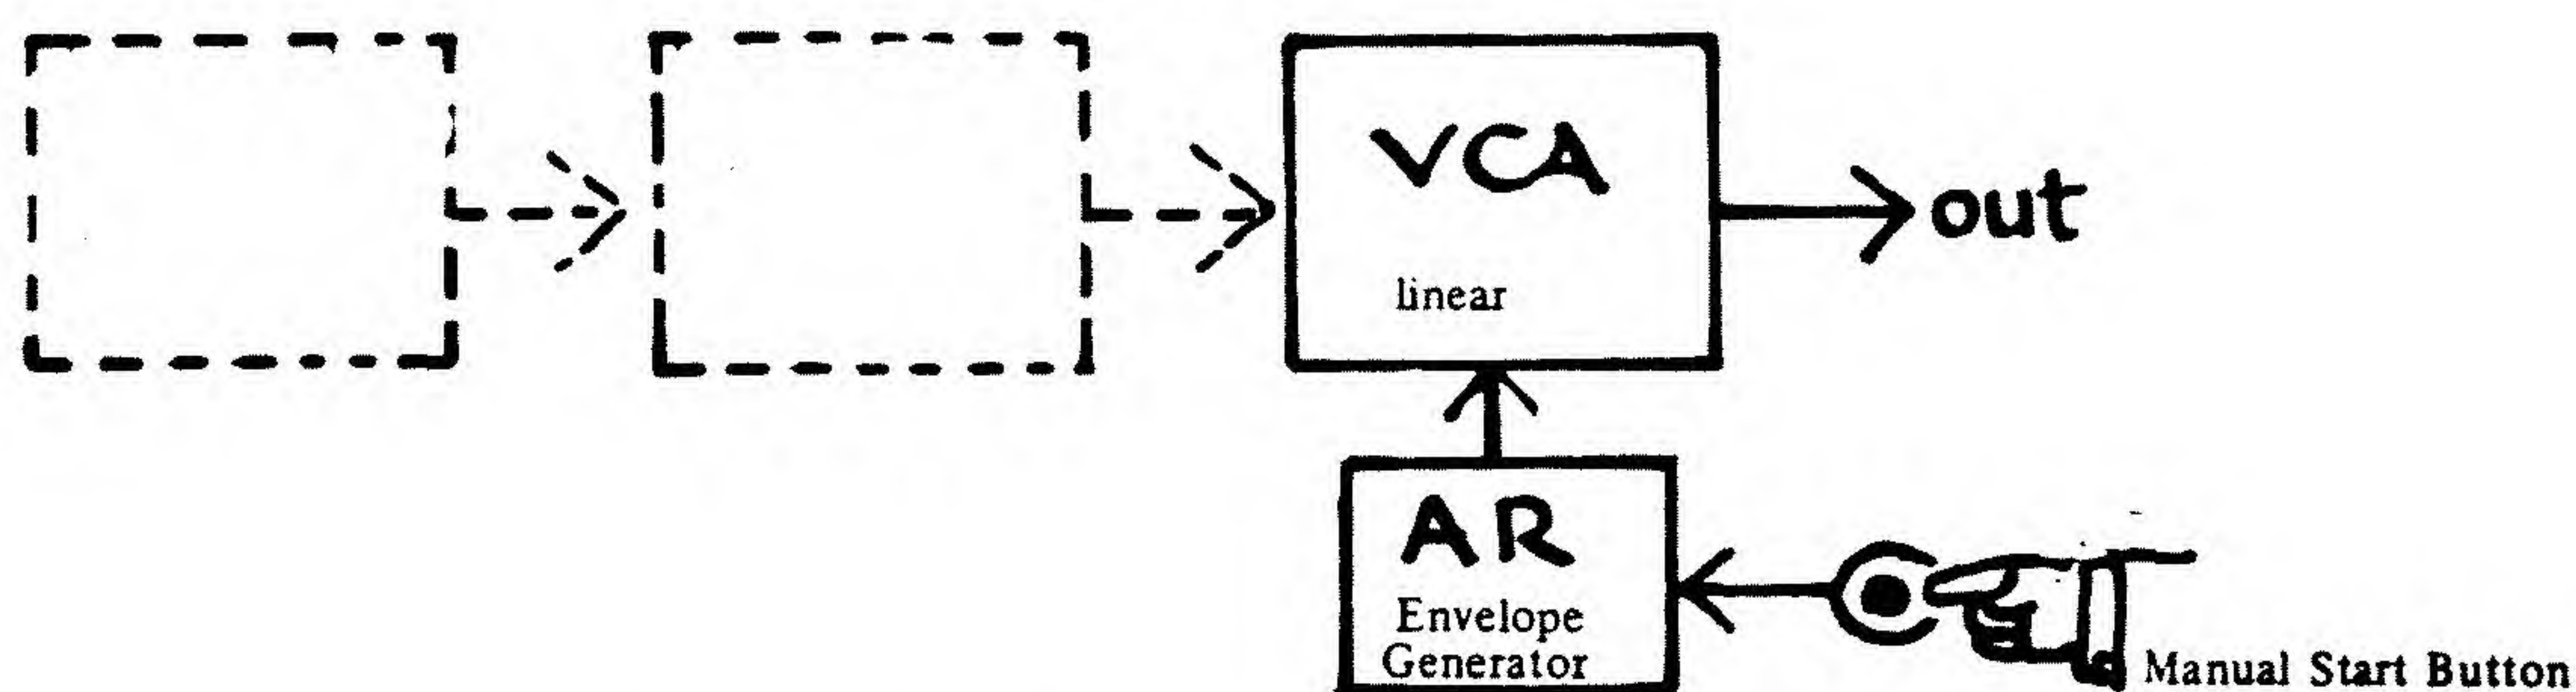 VCA
out
linear
AR
Envelope
Generator
Manual Start Button